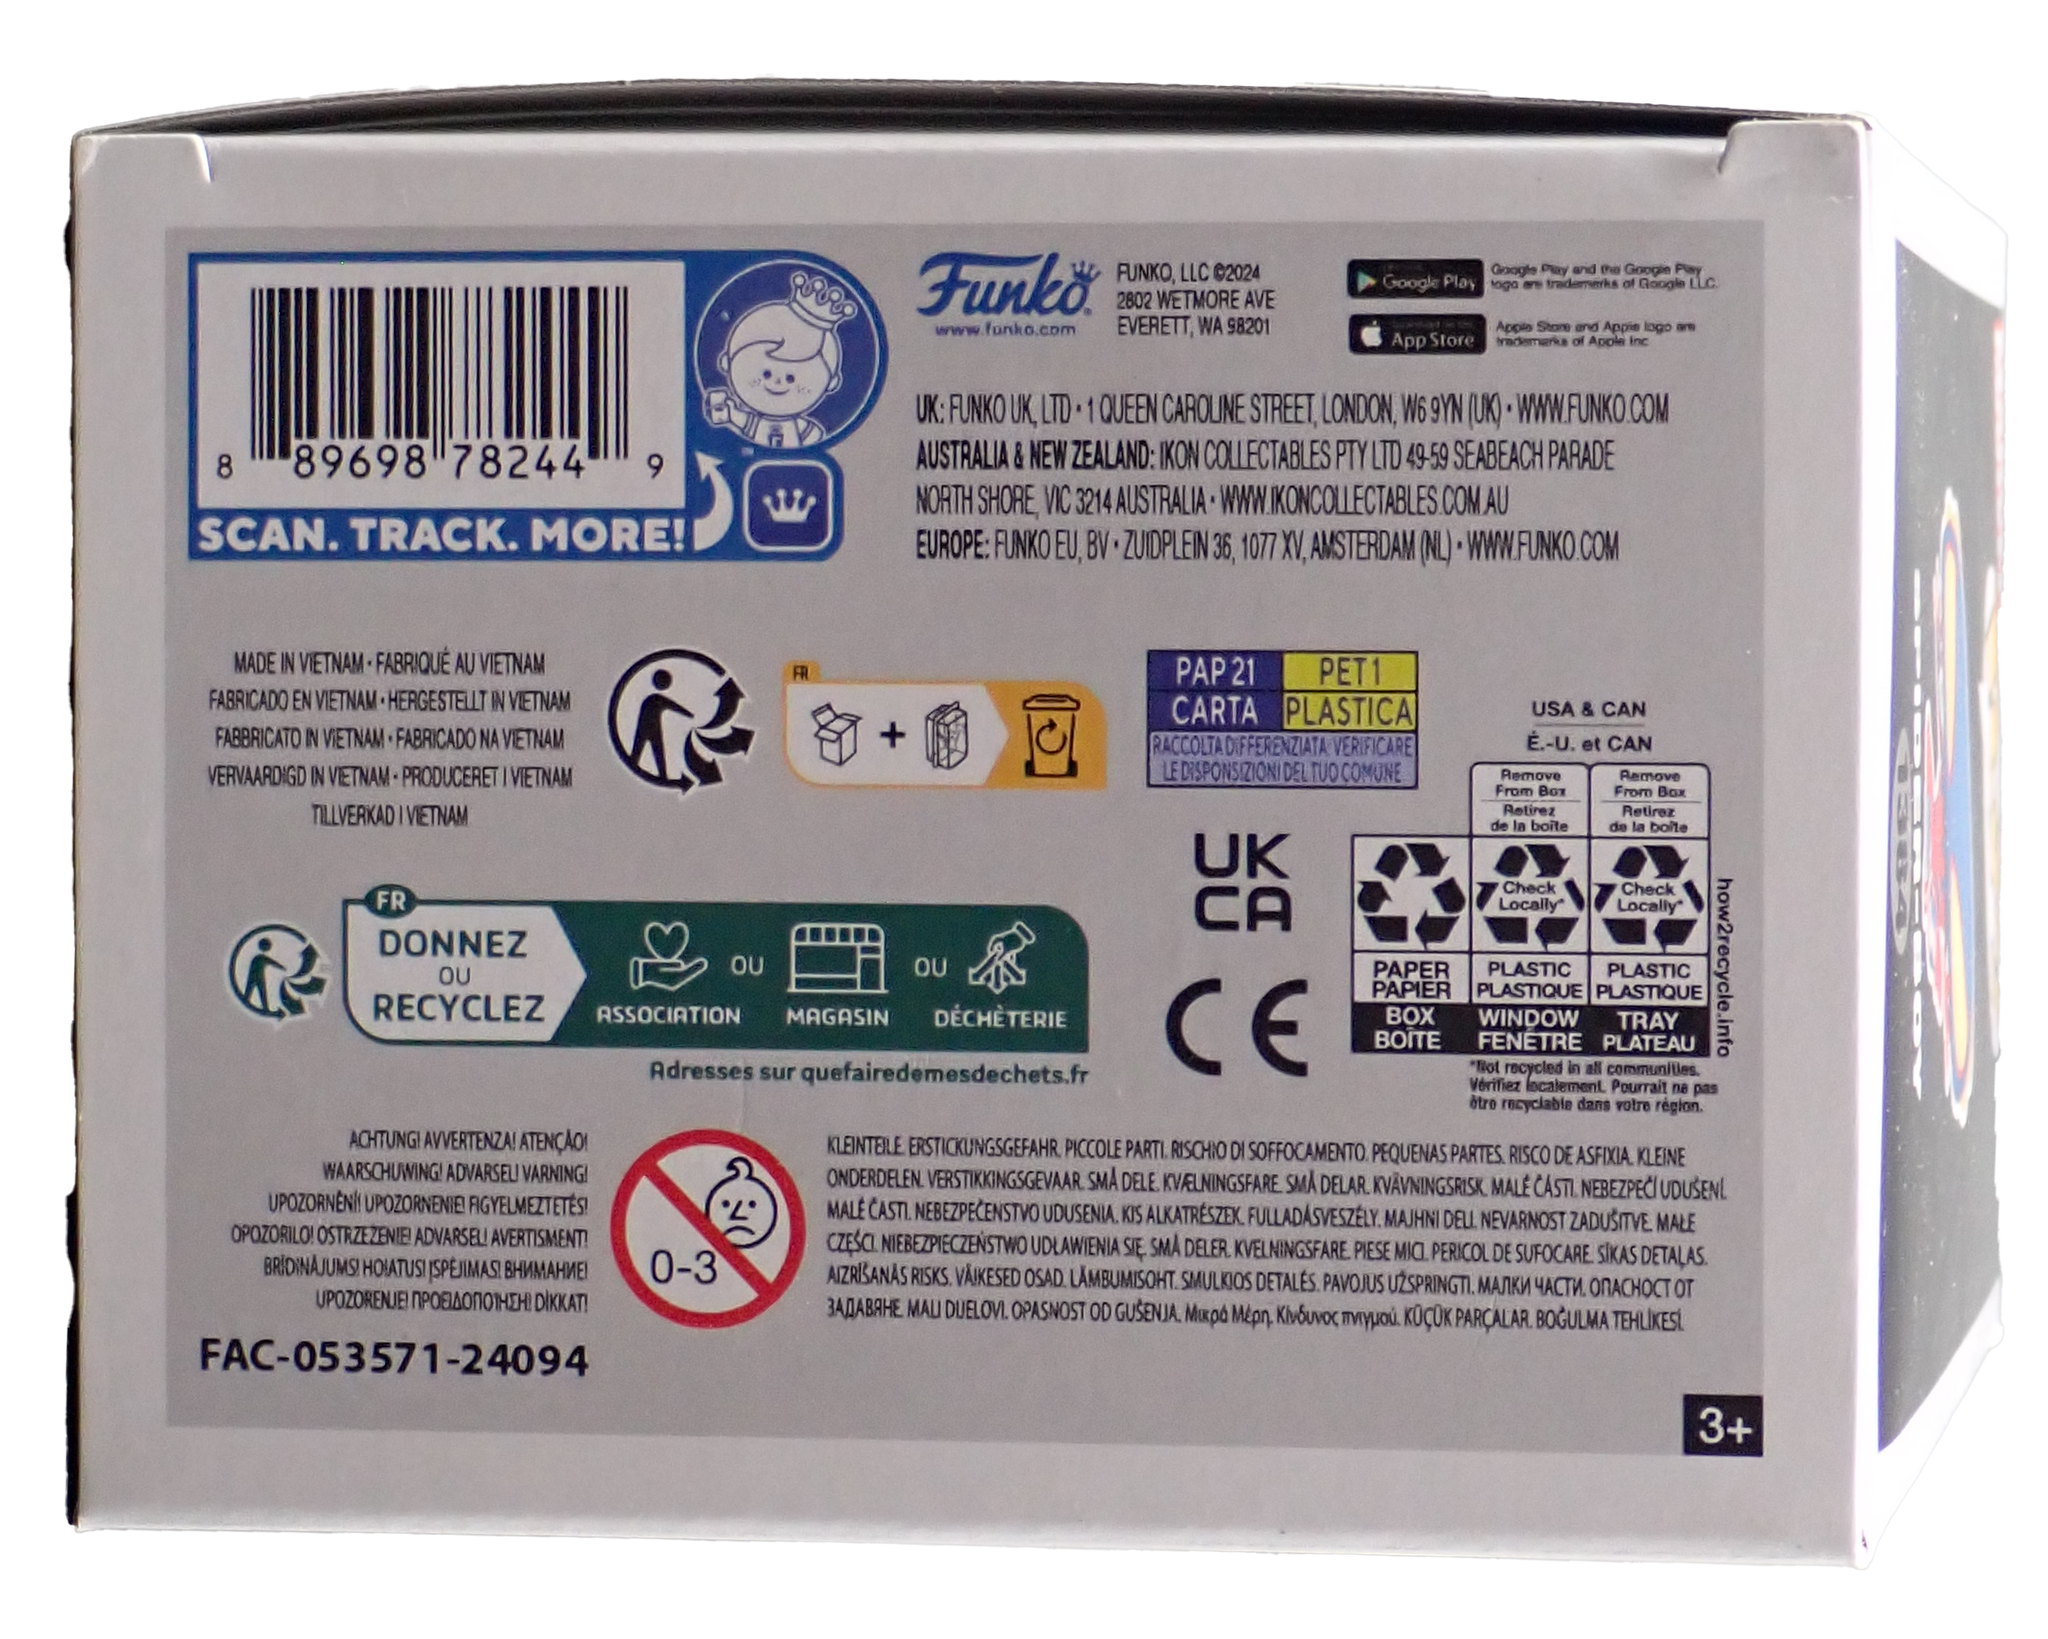 8 89698 78244 9
SCAN. TRACK. MORE!
Funko
www.funko.com
FUNKO, LLC ©2024
2802 WETMORE AVE
EVERETT, WA 98201
Google Play
Google Play and the Google Play
logo are trademarks of Google LLC.
App Store
Apple Store and Apple logo are
trademarks of Apple Inc
UK: FUNKO UK, LTD • 1 QUEEN CAROLINE STREET, LONDON, W6 9YN (UK) • WWW.FUNKO.COM
AUSTRALIA & NEW ZEALAND: IKON COLLECTABLES PTY LTD 49-59 SEABEACH PARADE
NORTH SHORE, VIC 3214 AUSTRALIA • WWW.IKONCOLLECTABLES.COM.AU
EUROPE: FUNKO EU, BV • ZUIDPLEIN 36, 1077 XV, AMSTERDAM (NL) • WWW.FUNKO.COM
MADE IN VIETNAM • FABRIQUÉ AU VIETNAM
FABRICADO EN VIETNAM • HERGESTELLT IN VIETNAM
FABBRICATO IN VIETNAM • FABRICADO NA VIETNAM
VERVAARDIGD IN VIETNAM • PRODUCERET I VIETNAM
TILLVERKAD I VIETNAM
FR
+
PAP 21 PET 1
CARTA PLASTICA
RACCOLTA DIFFERENZIATA: VERIFICARE
LE DISPONSIZIONI DEL TUO COMUNE
USA & CAN
É.-U. et CAN
Remove
From Box
Retirez
de la boîte
Remove
From Box
Retirez
de la boîte
Check
Locally*
Check
Locally*
PAPER
PAPIER
PLASTIC
PLASTIQUE
PLASTIC
PLASTIQUE
BOX
BOÎTE
WINDOW
FENÊTRE
TRAY
PLATEAU
how2recycle.info
*Not recycled in all communities.
Vérifiez localement. Pourrait ne pas
être recyclable dans votre région.
UK
CA
CE
FR
DONNEZ
OU
RECYCLEZ
ASSOCIATION
OU
MAGASIN
OU
DÉCHÈTERIE
Adresses sur quefairedemesdechets.fr
ACHTUNG! AVVERTENZA! ATENÇÃO!
WAARSCHUWING! ADVARSEL! VARNING!
UPOZORNĚNÍ! UPOZORNENIE! FIGYELMEZTETÉS!
OPOZORILO! OSTRZEŻENIE! ADVARSEL! AVERTISMENT!
BRĪDINĀJUMS! HOIATUS! ĮSPĖJIMAS! ВНИМАНИЕ!
UPOZORENJE! ΠΡΟΕΙΔΟΠΟΊΗΣΗ! DİKKAT!
0-3
KLEINTEILE. ERSTICKUNGSGEFAHR. PICCOLE PARTI. RISCHIO DI SOFFOCAMENTO. PEQUENAS PARTES. RISCO DE ASFIXIA. KLEINE
ONDERDELEN. VERSTIKKINGSGEVAAR. SMÅ DELE. KVÆLNINGSFARE. SMÅ DELAR. KVÄVNINGSRISK. MALÉ ČÁSTI. NEBEZPEČÍ UDUŠENÍ.
MALÉ ČASTI. NEBEZPEČENSTVO UDUSENIA. KIS ALKATRÉSZEK. FULLADÁSVESZÉLY. MAJHNI DELI. NEVARNOST ZADUŠITVE. MAŁE
CZĘŚCI. NIEBEZPIECZEŃSTWO UDŁAWIENIA SIĘ. SMÅ DELER. KVELNINGSFARE. PIESE MICI. PERICOL DE SUFOCARE. SĪKAS DETAĻAS.
AIZRĪŠANĀS RISKS. VÄIKESED OSAD. LÄMBUMISOHT. SMULKIOS DETALĖS. PAVOJUS UŽSPRINGTI. МАЛКИ ЧАСТИ. ОПАСНОСТ ОТ
ЗАДАВЯНЕ. MALI DIJELOVI. OPASNOST OD GUŠENJA. Μικρά Μέρη. Κίνδυνος πνιγμού. KÜÇÜK PARÇALAR. BOĞULMA TEHLİKESİ.
FAC-053571-24094
3+